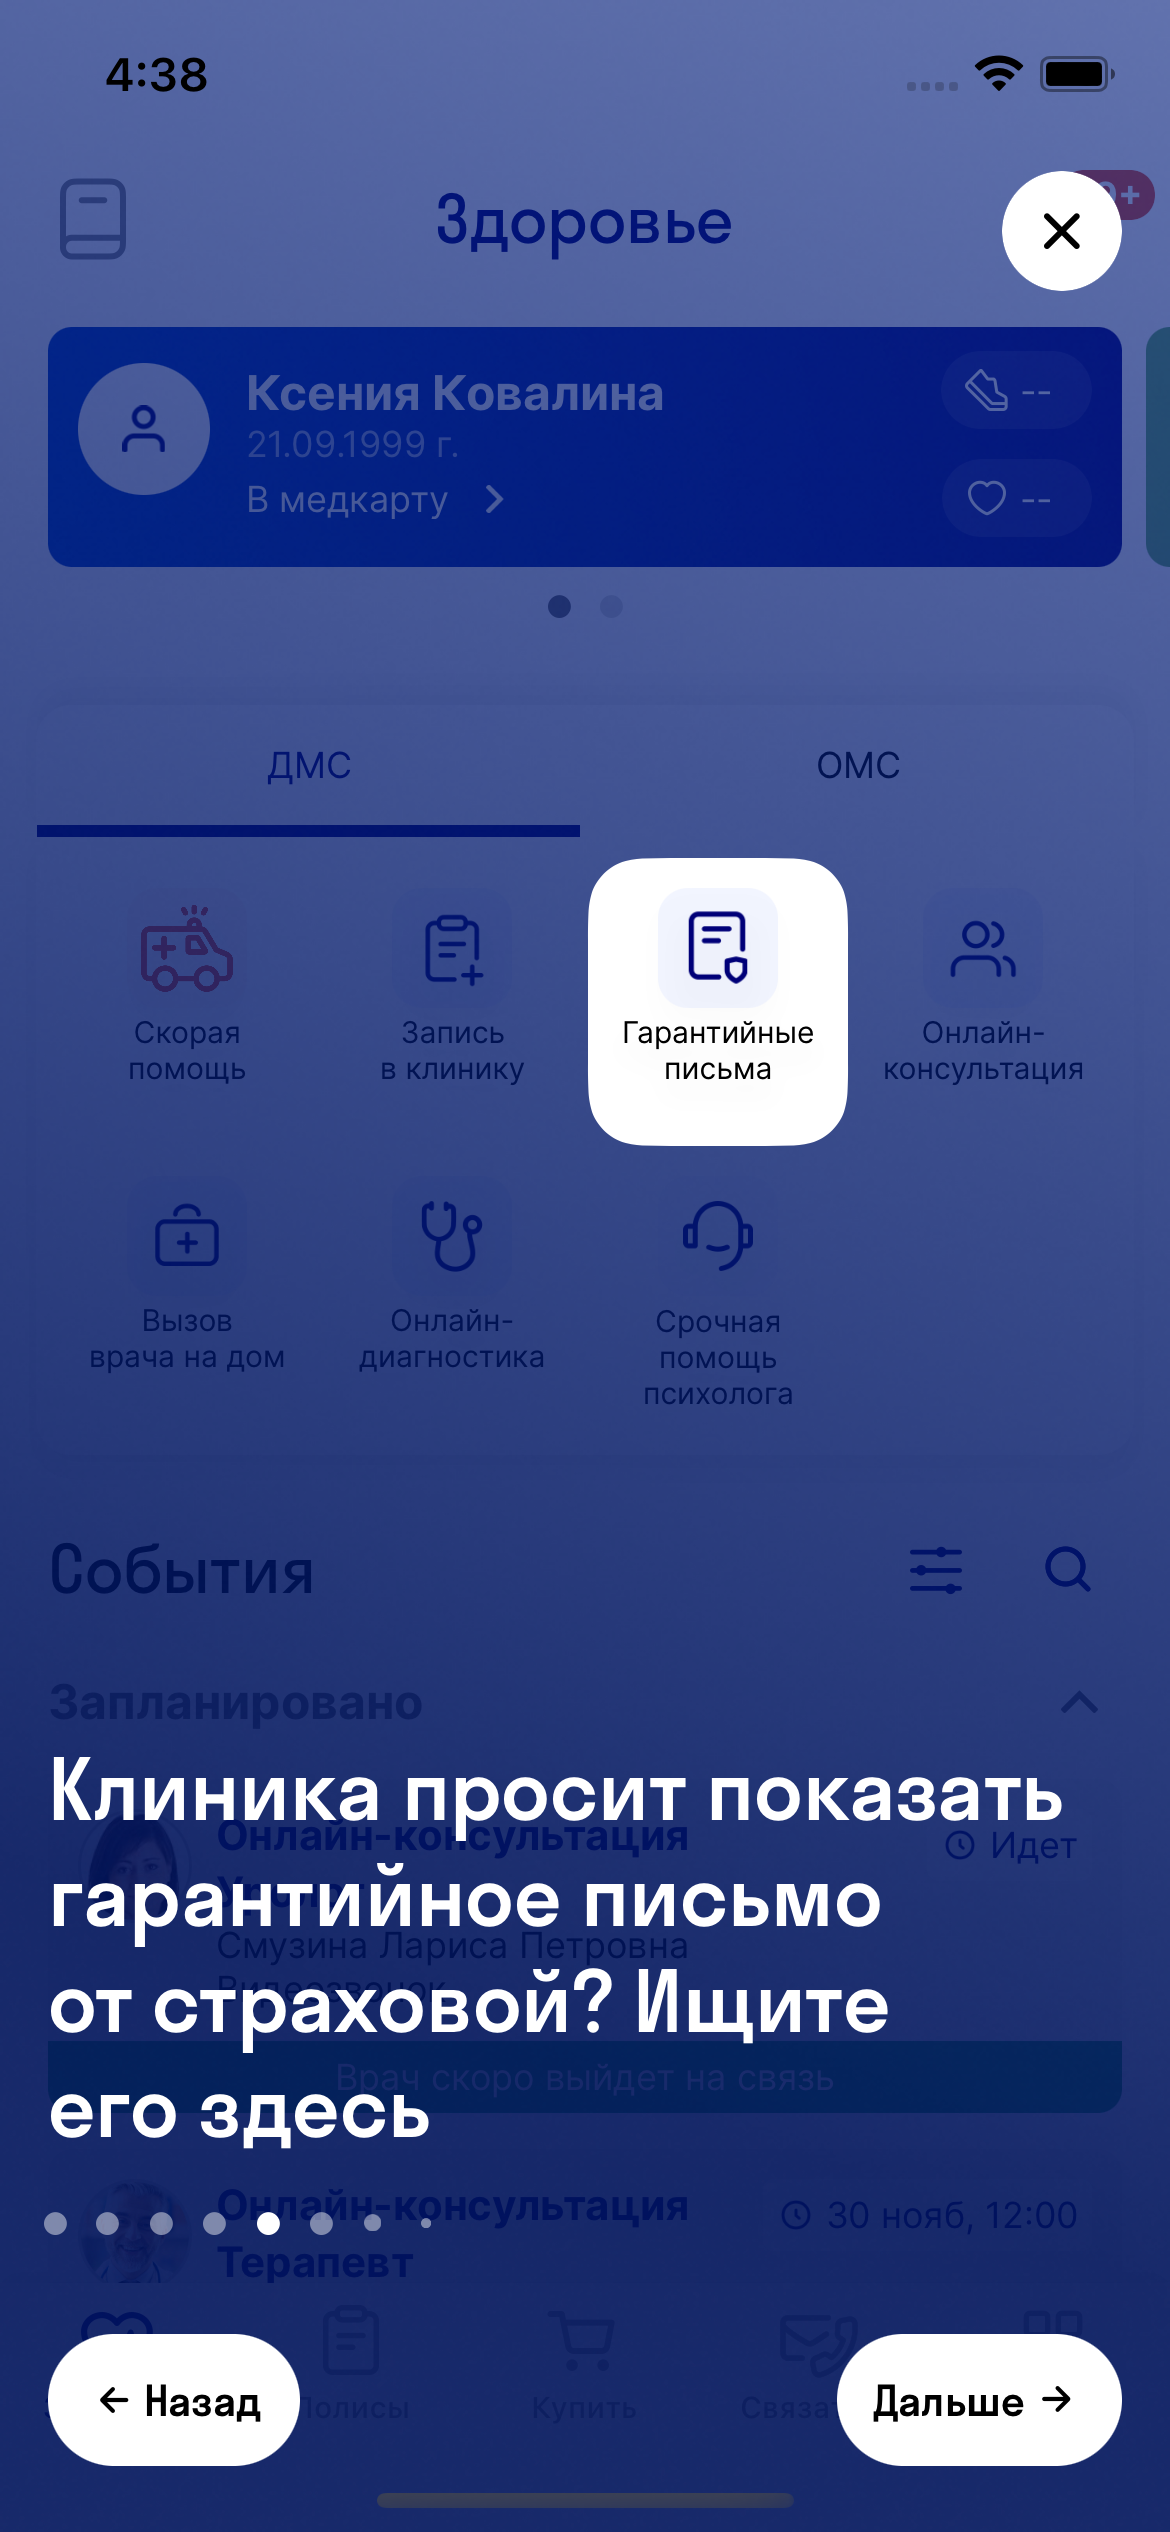 4:38
Здоровье
9+
Ксения Ковалина
21.09.1999 г.
В медкарту
--
--
ДМС
ОМС
Скорая
помощь
Запись
в клинику
Гарантийные
письма
Онлайн-
консультация
Вызов
врача на дом
Онлайн-
диагностика
Срочная
помощь
психолога
События
Запланировано
Клиника просит показать
гарантийное письмо
от страховой? Ищите
его здесь
Онлайн-консультация
Идет
Смузина Лариса Петровна
Видеозвонок
Врач скоро выйдет на связь
Онлайн-консультация
Терапевт
30 нояб, 12:00
Полисы
Купить
← Назад
Дальше →